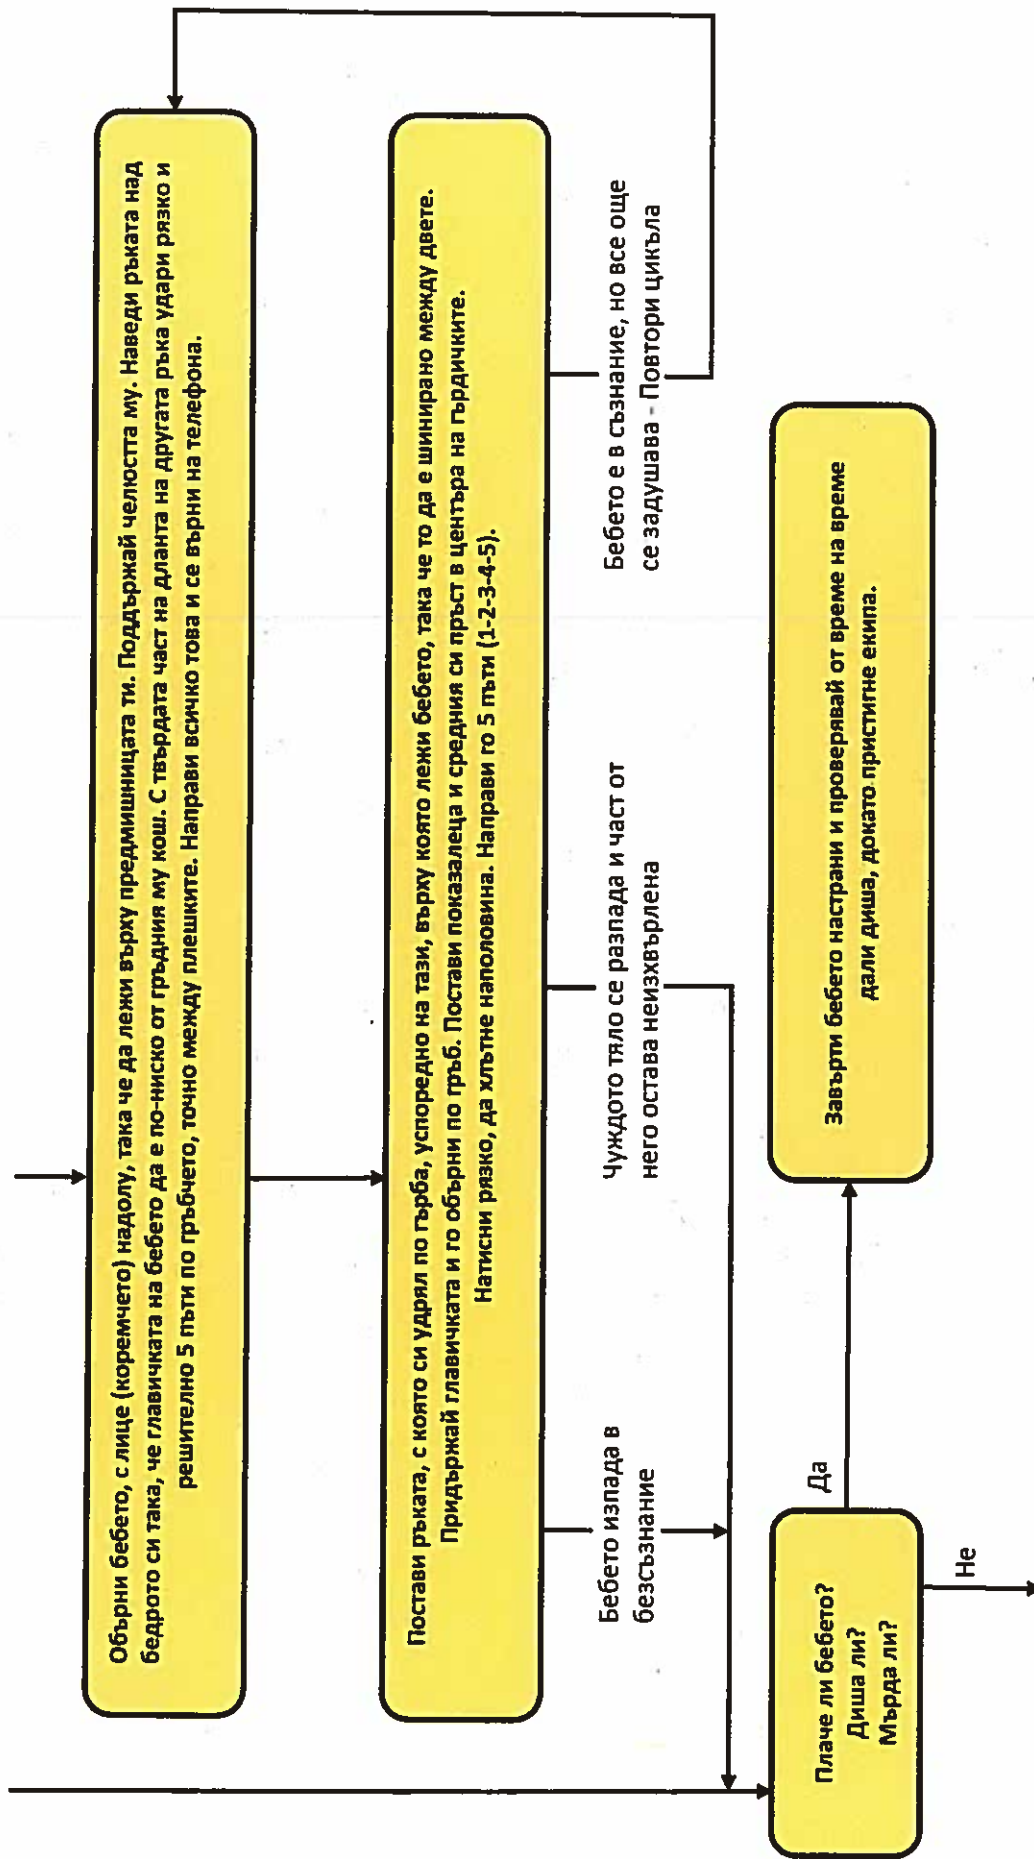 Обърни бебето, с лице (коремчето) надолу, така че да лежи върху предмишницата ти. Поддържай челюстта му. Наведи ръката над
бедрото си така, че главичката на бебето да е по-ниско от гръдния му кош. С твърдата част на дланта на другата ръка удари рязко и
решително 5 пъти по гръбчето, точно между плешките. Направи всичко това и се върни на телефона.
Постави ръката, с която си удрял по гърба, успоредно на тази, върху която лежи бебето, така че то да е шинирано между двете.
Придържай главичката и го обърни по гръб. Постави показалеца и средния си пръст в центъра на гърдичките.
Натисни рязко, да хлътне наполовина. Направи го 5 пъти (1-2-3-4-5).
Бебето изпада в
безсъзнание
Чуждото тяло се разпада и част от
него остава неизхвърлена
Бебето е в съзнание, но все още
се задушава - Повтори цикъла
Плаче ли бебето?
Диша ли?
Мърда ли?
Да
Не
Завърти бебето настрани и проверявай от време на време
дали диша, докато пристигне екипа.